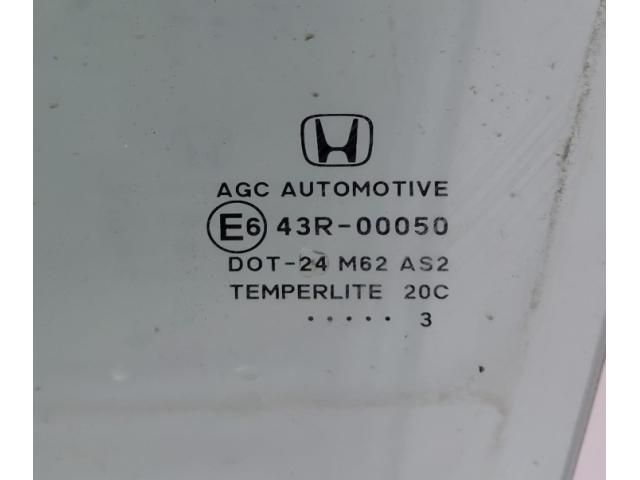 AGC AUTOMOTIVE
E6 43R-00050
DOT-24 M62 AS2
TEMPERLITE 20C
..... 3